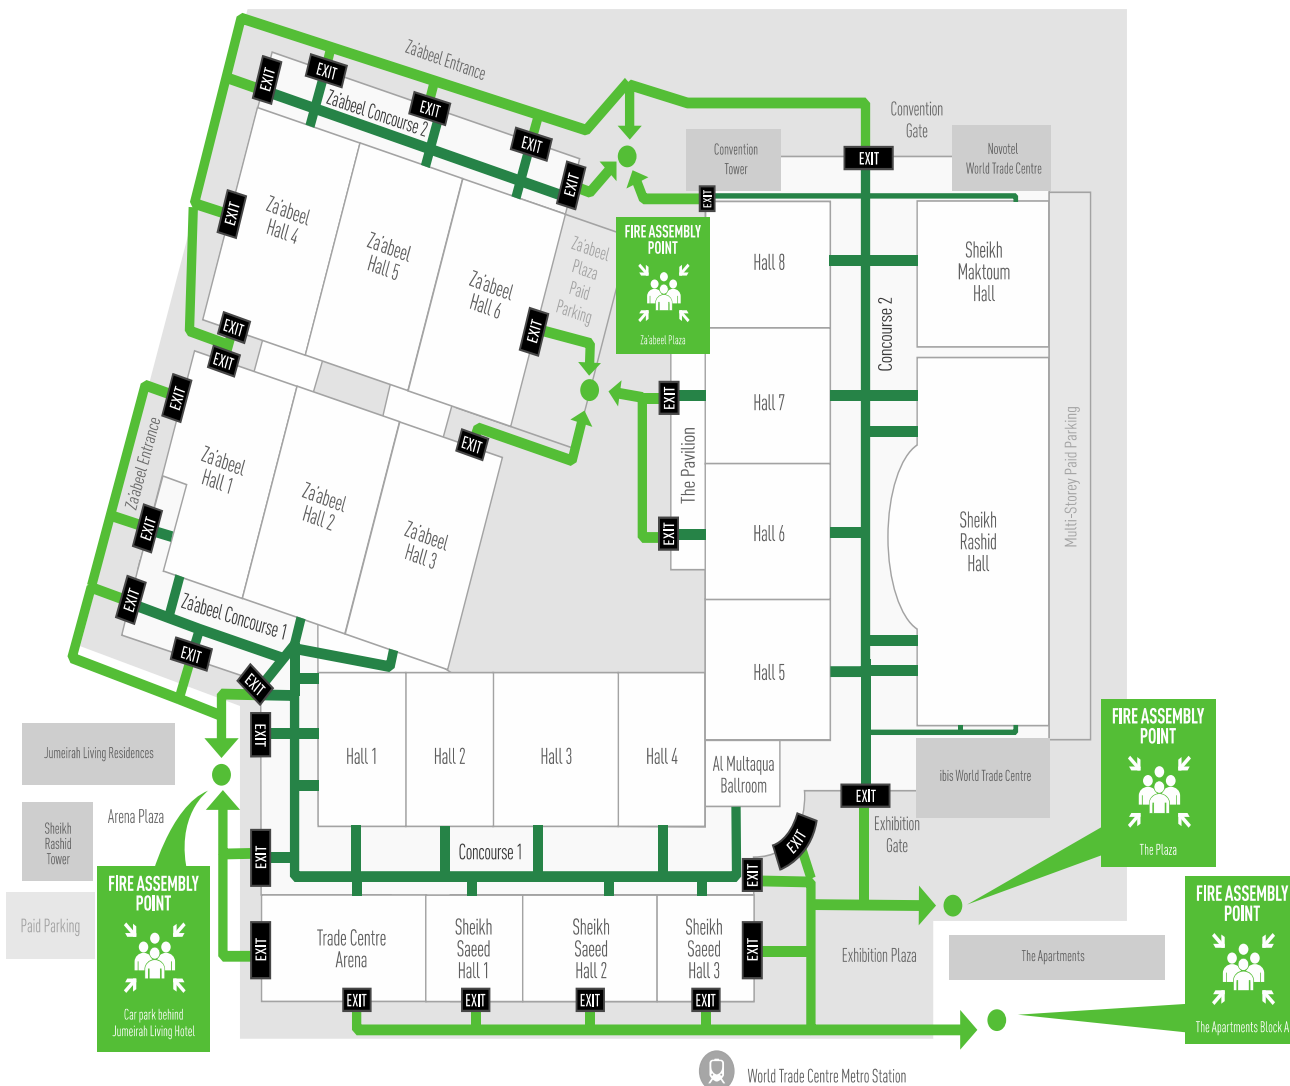 Za'abeel Entrance
EXIT
EXIT
EXIT
EXIT
EXIT
Za'abeel Concourse 2
Convention
Gate
EXIT
Convention
Tower
Novotel
World Trade Centre
EXIT
EXIT
Za'abeel
Hall 4
Za'abeel
Hall 5
Za'abeel
Hall 6
Za'abeel
Plaza
Paid
Parking
FIRE ASSEMBLY
POINT
Za'abeel Plaza
Hall 8
Sheikh
Maktoum
Hall
Concourse 2
EXIT
EXIT
EXIT
EXIT
EXIT
Hall 7
The Pavilion
EXIT
Za'abeel Entrance
Za'abeel
Hall 1
Za'abeel
Hall 2
Za'abeel
Hall 3
EXIT
Multi-Storey Paid Parking
EXIT
EXIT
Hall 6
Sheikh
Rashid
Hall
EXIT
Za'abeel Concourse 1
EXIT
EXIT
Hall 5
EXIT
Jumeirah Living Residences
Hall 1
Hall 2
Hall 3
Hall 4
Al Multaqua
Ballroom
ibis World Trade Centre
FIRE ASSEMBLY
POINT
The Plaza
EXIT
Exhibition
Gate
Arena Plaza
Sheikh
Rashid
Tower
EXIT
Concourse 1
EXIT
EXIT
FIRE ASSEMBLY
POINT
Car park behind
Jumeirah Living Hotel
Paid Parking
EXIT
Trade Centre
Arena
Sheikh
Saeed
Hall 1
Sheikh
Saeed
Hall 2
Sheikh
Saeed
Hall 3
EXIT
Exhibition Plaza
The Apartments
FIRE ASSEMBLY
POINT
The Apartments Block A
EXIT
EXIT
EXIT
EXIT
World Trade Centre Metro Station